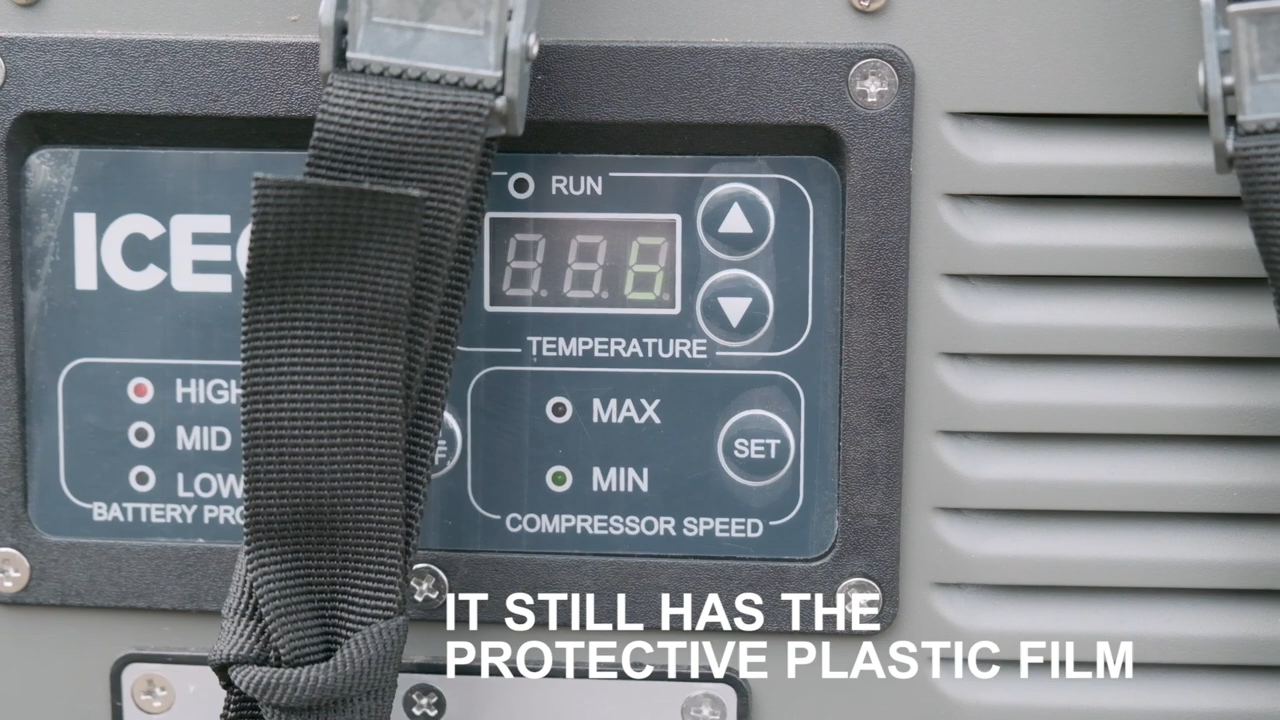 RUN
ICE
TEMPERATURE
HIGH
MID
LOW
BATTERY
MAX
MIN
SET
COMPRESSOR SPEED
IT STILL HAS THE
PROTECTIVE PLASTIC FILM